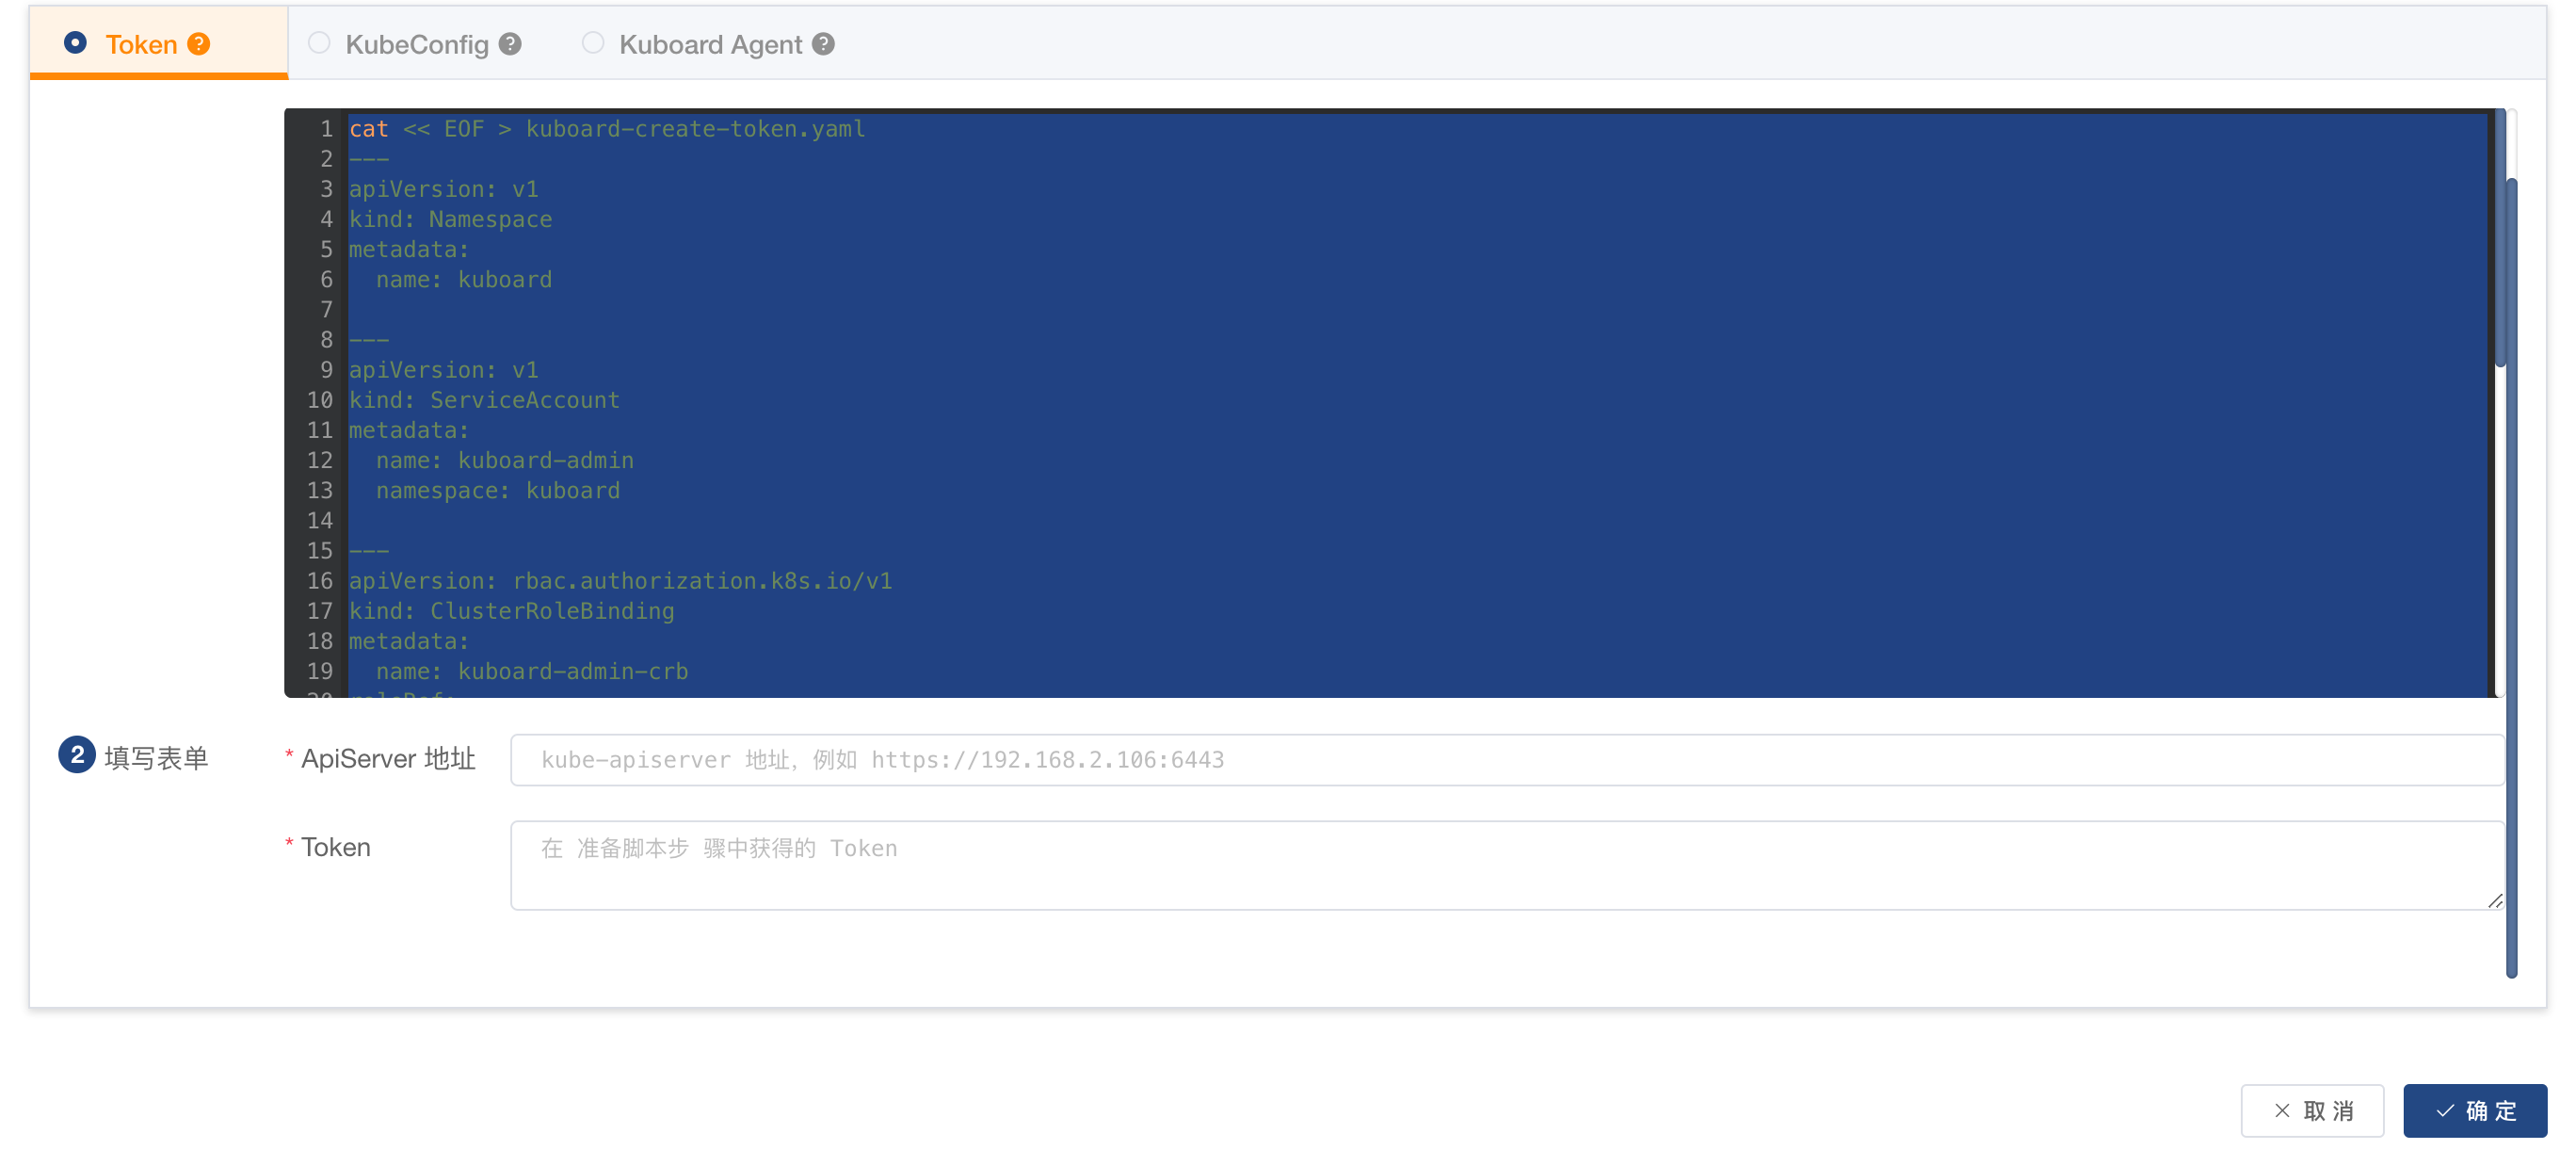 Token ? KubeConfig ? Kuboard Agent ?
1 cat << EOF > kuboard-create-token.yaml
2 ---
3 apiVersion: v1
4 kind: Namespace
5 metadata:
6   name: kuboard
7
8 ---
9 apiVersion: v1
10 kind: ServiceAccount
11 metadata:
12   name: kuboard-admin
13   namespace: kuboard
14
15 ---
16 apiVersion: rbac.authorization.k8s.io/v1
17 kind: ClusterRoleBinding
18 metadata:
19   name: kuboard-admin-crb
2 填写表单 * ApiServer 地址 kube-apiserver 地址，例如 https://192.168.2.106:6443
* Token 在 准备脚本步 骤中获得的 Token
取 消 确 定